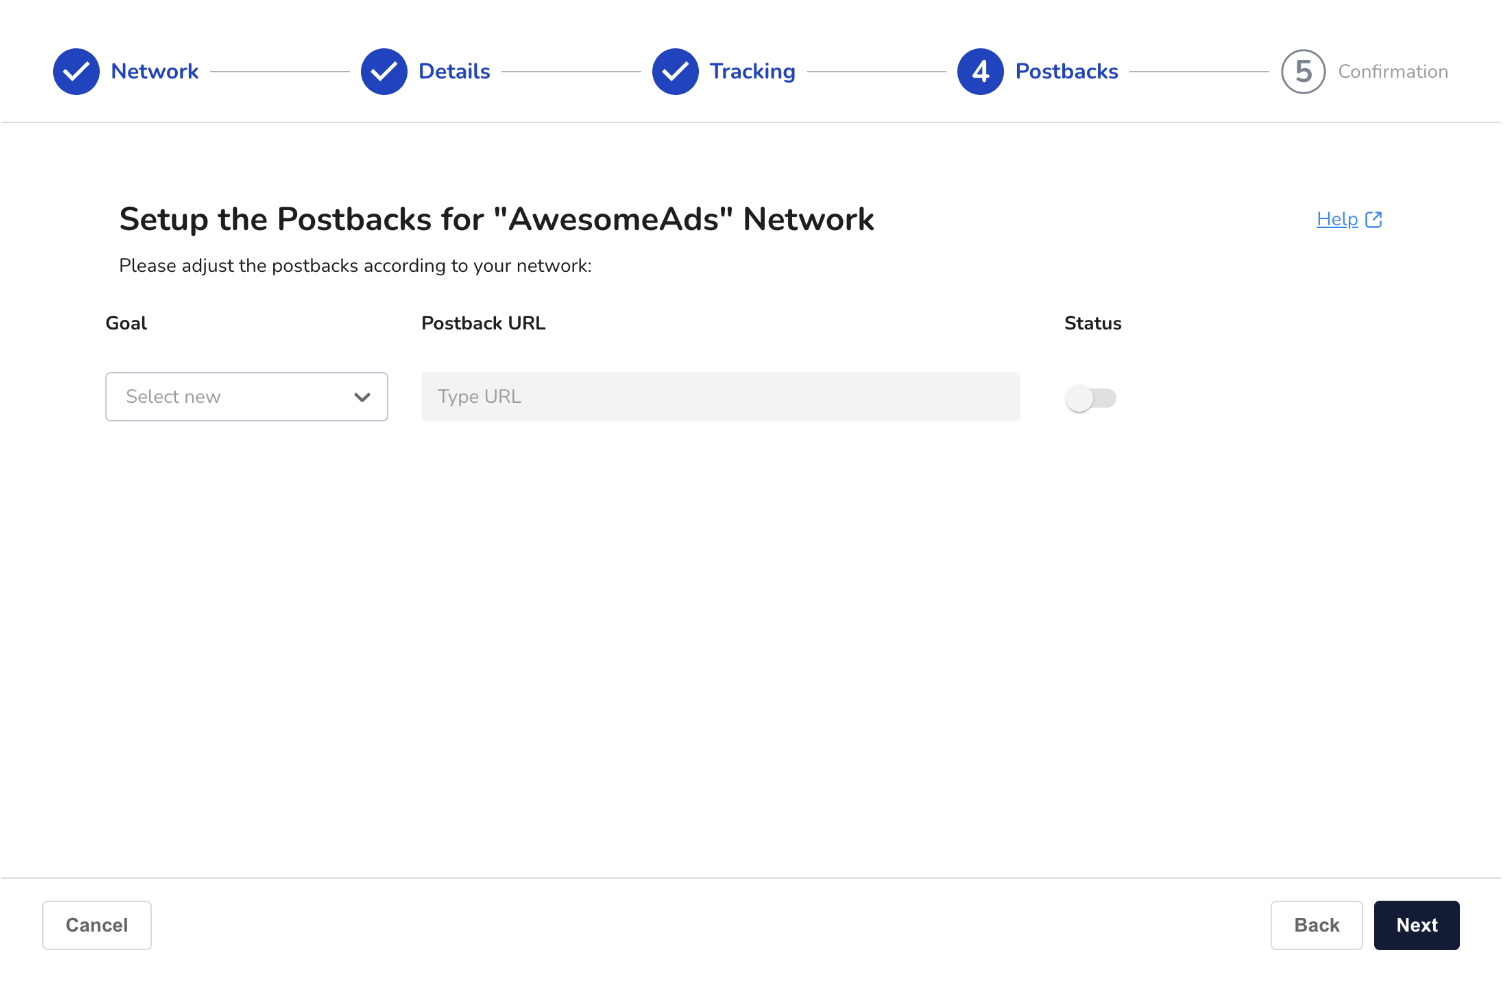 Network
Details
Tracking
4 Postbacks
5 Confirmation
Setup the Postbacks for "AwesomeAds" Network
Help
Please adjust the postbacks according to your network:
Goal
Postback URL
Status
Select new
Type URL
Cancel
Back
Next